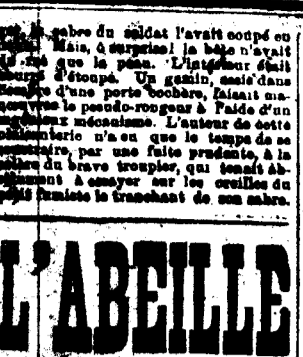 le sabre du soldat l'avait coupé en
Mais, ô surprise! la bête n'avait
que la peau. L'intérieur était
d'étoupe. Un gamin, assis dans
d'une porte cochère, faisait ma-
le pseudo-rongeur à l'aide d'un
mécanisme. L'auteur de cette
n'a eu que le temps de se
par une fuite prudente, à la
du brave troupier, qui tenait ab-
à essayer sur les oreilles du
fumiste le tranchant de son sabre.
L'ABEILLE